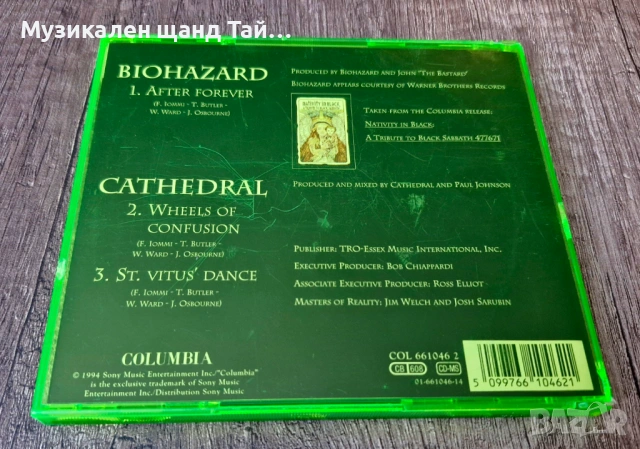 Музикален щанд Тай...
BIOHAZARD
1. AFTER FOREVER
(F. IOMMI - T. BUTLER -
W. WARD - J. OSBOURNE)
PRODUCED BY BIOHAZARD AND JOHN "THE BASTARD"
BIOHAZARD APPEARS COURTESY OF WARNER BROTHERS RECORDS
NATIVITY IN BLACK
TAKEN FROM THE COLUMBIA RELEASE:
NATIVITY IN BLACK:
A TRIBUTE TO BLACK SABBATH 477671
CATHEDRAL
2. WHEELS OF
CONFUSION
(F. IOMMI - T. BUTLER -
W. WARD - J. OSBOURNE)
3. ST. VITUS' DANCE
(F. IOMMI - T. BUTLER -
W. WARD - J. OSBOURNE)
PRODUCED AND MIXED BY CATHEDRAL AND PAUL JOHNSON
PUBLISHER: TRO-ESSEX MUSIC INTERNATIONAL, INC.
EXECUTIVE PRODUCER: BOB CHIAPPARDI
ASSOCIATE EXECUTIVE PRODUCER: ROSS ELLIOT
MASTERS OF REALITY: JIM WELCH AND JOSH SARUBIN
COLUMBIA
© 1994 Sony Music Entertainment Inc./"Columbia"
is the exclusive trademark of Sony Music
Entertainment Inc./Distribution Sony Music
COL 661046 2
CB 608 CD-MS
01-661046-14
5 099766 104621
BAZAR